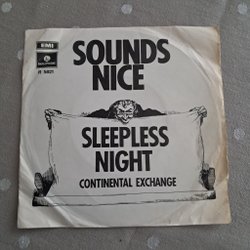 EMI
SOUNDS
NICE
SLEEPLESS
NIGHT
CONTINENTAL EXCHANGE